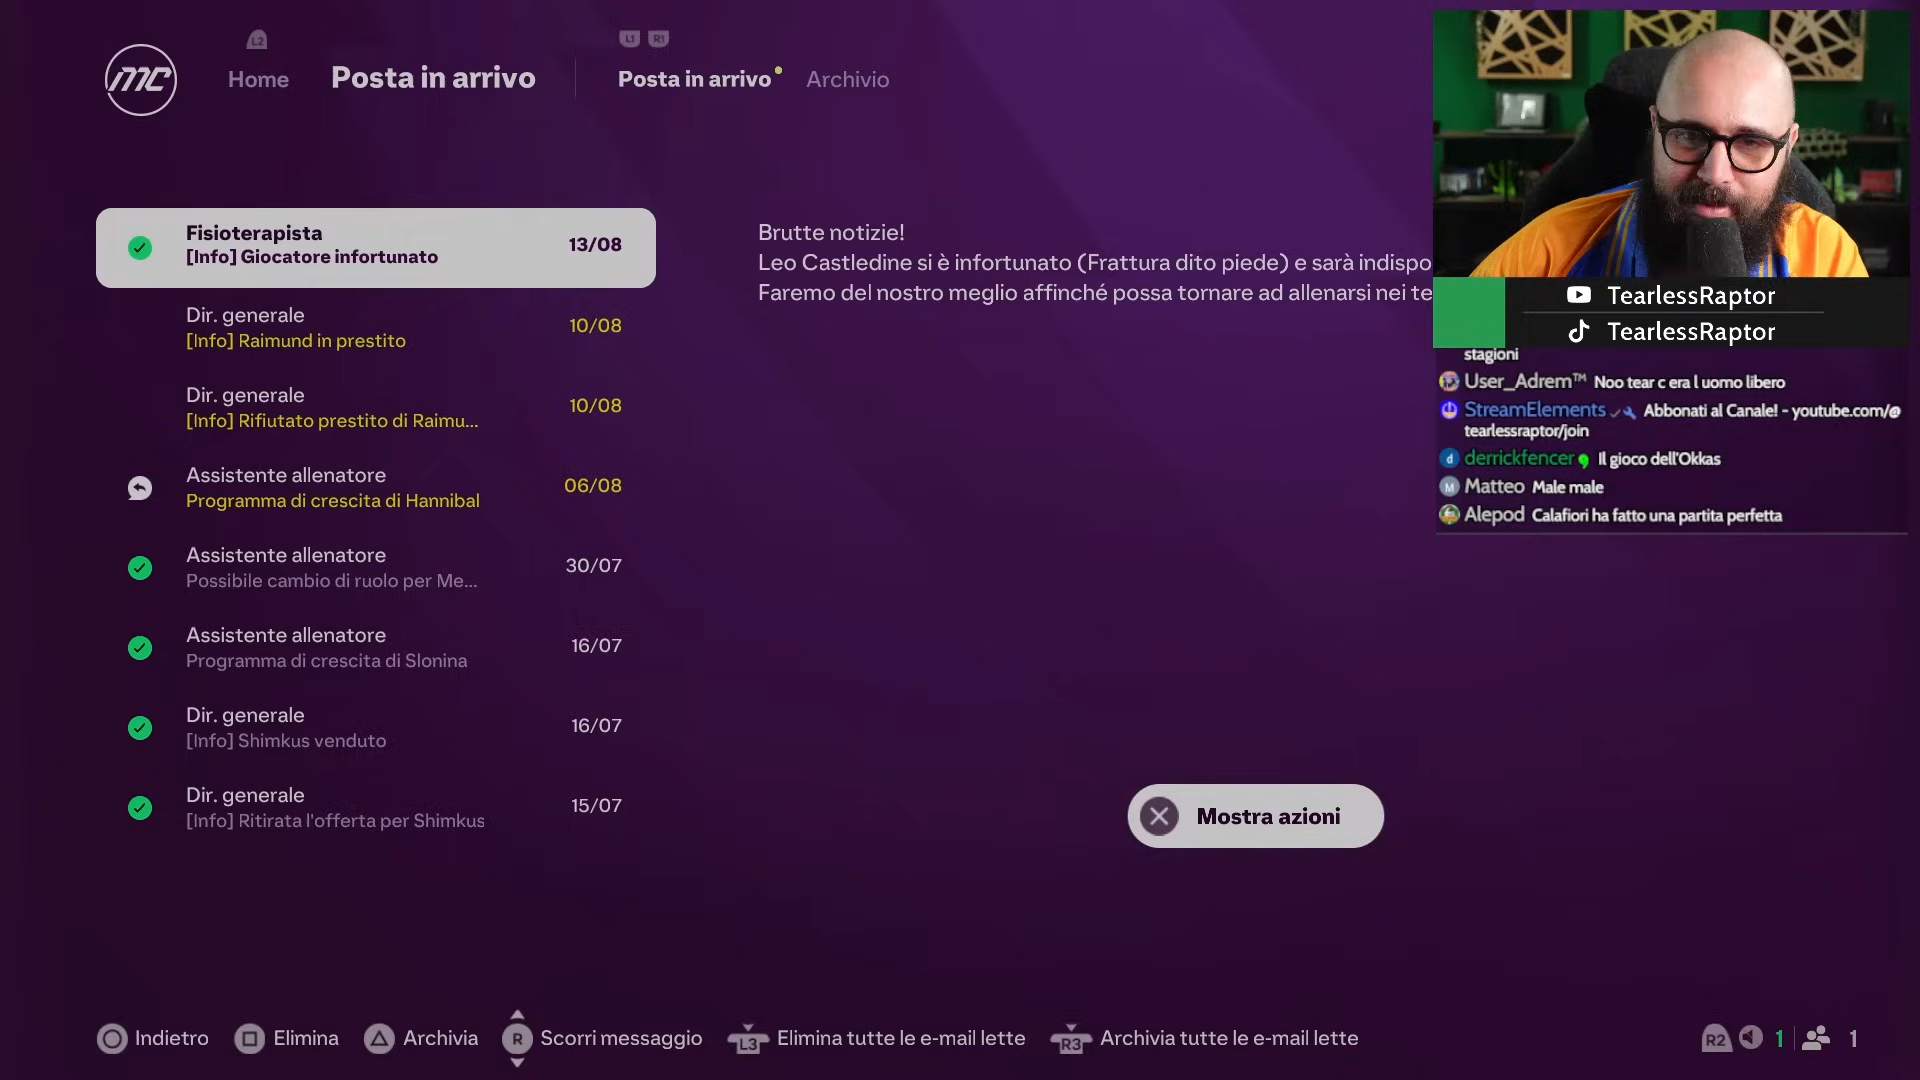 L2
L1 R1
MC
Home
Posta in arrivo
Posta in arrivo
Archivio
Fisioterapista
[Info] Giocatore infortunato
13/08
Dir. generale
[Info] Raimund in prestito
10/08
Dir. generale
[Info] Rifiutato prestito di Raimu...
10/08
Assistente allenatore
Programma di crescita di Hannibal
06/08
Assistente allenatore
Possibile cambio di ruolo per Me...
30/07
Assistente allenatore
Programma di crescita di Slonina
16/07
Dir. generale
[Info] Shimkus venduto
16/07
Dir. generale
[Info] Ritirata l'offerta per Shimkus
15/07
Brutte notizie!
Leo Castledine si è infortunato (Frattura dito piede) e sarà indispo
Faremo del nostro meglio affinché possa tornare ad allenarsi nei te
Mostra azioni
TearlessRaptor
TearlessRaptor
stagioni
User_Adrem™ Noo tear c era l uomo libero
StreamElements Abbonati al Canale! - youtube.com/@
tearlessraptor/join
d derrickfencer Il gioco dell'Okkas
M Matteo Male male
Alepod Calafiori ha fatto una partita perfetta
Indietro
Elimina
Archivia
R Scorri messaggio
L3 Elimina tutte le e-mail lette
R3 Archivia tutte le e-mail lette
R2 1 1